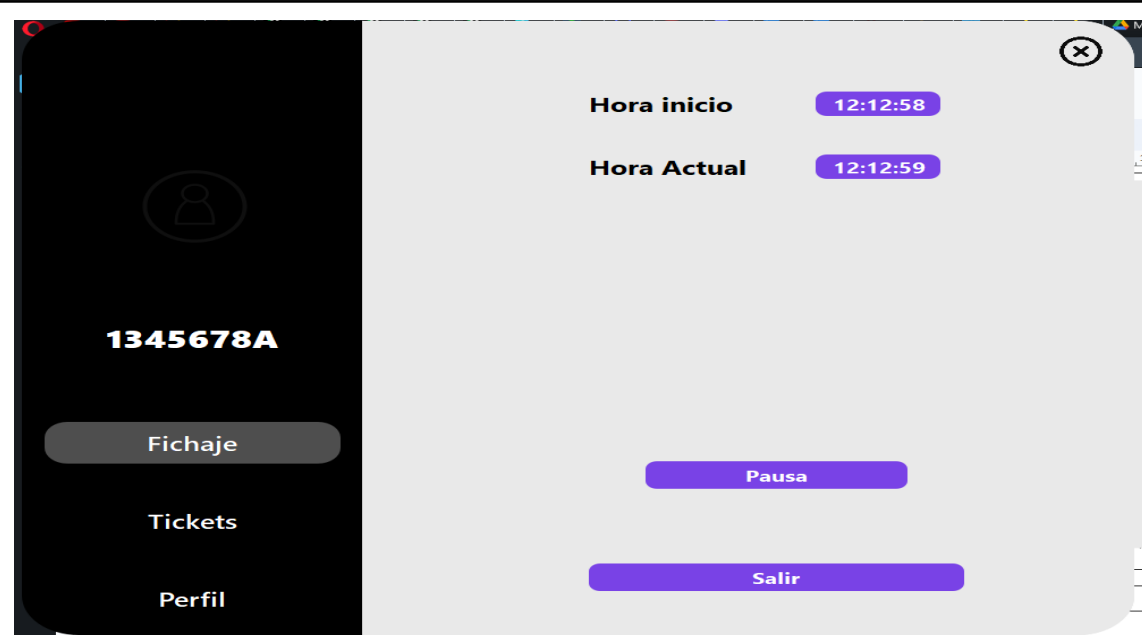 Hora inicio 12:12:58
Hora Actual 12:12:59
1345678A
Fichaje
Tickets
Perfil
Pausa
Salir